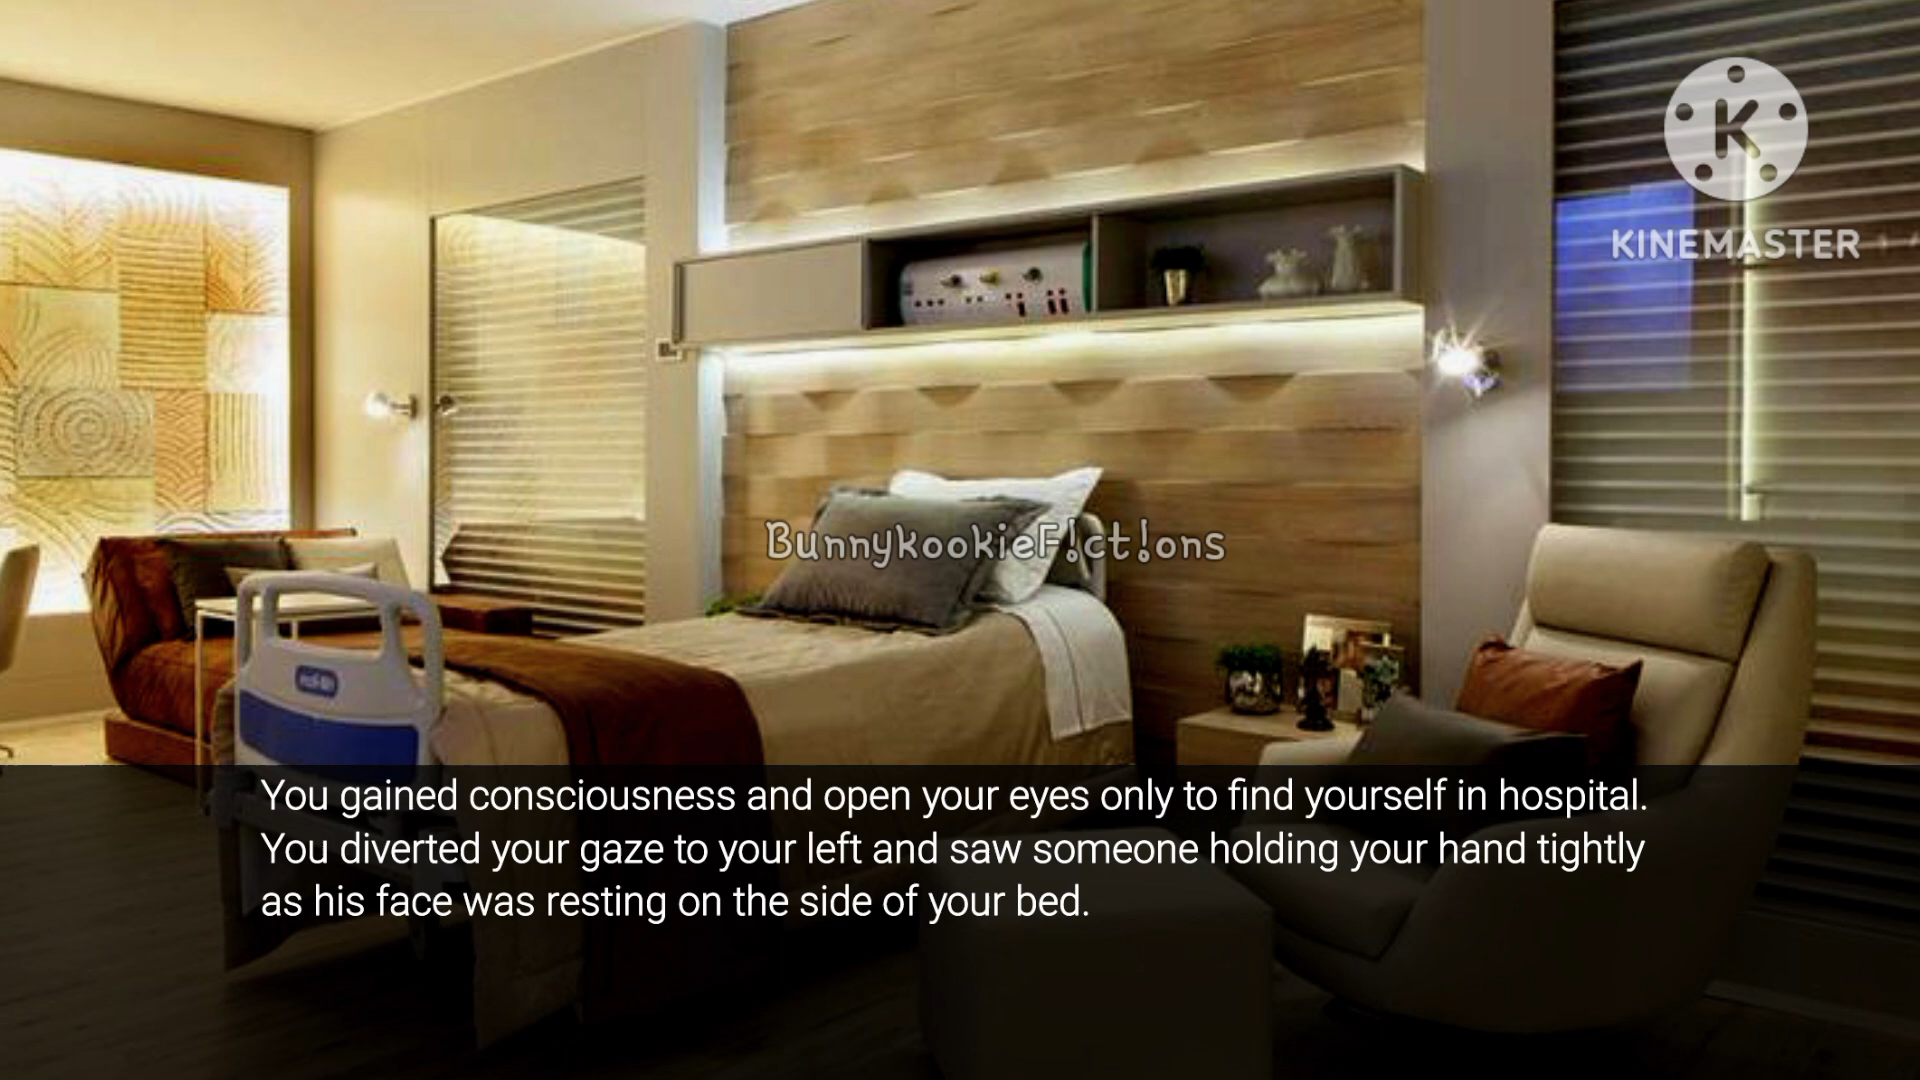 KINEMASTER
BunnykookieF!ct!ons
You gained consciousness and open your eyes only to find yourself in hospital.
You diverted your gaze to your left and saw someone holding your hand tightly
as his face was resting on the side of your bed.